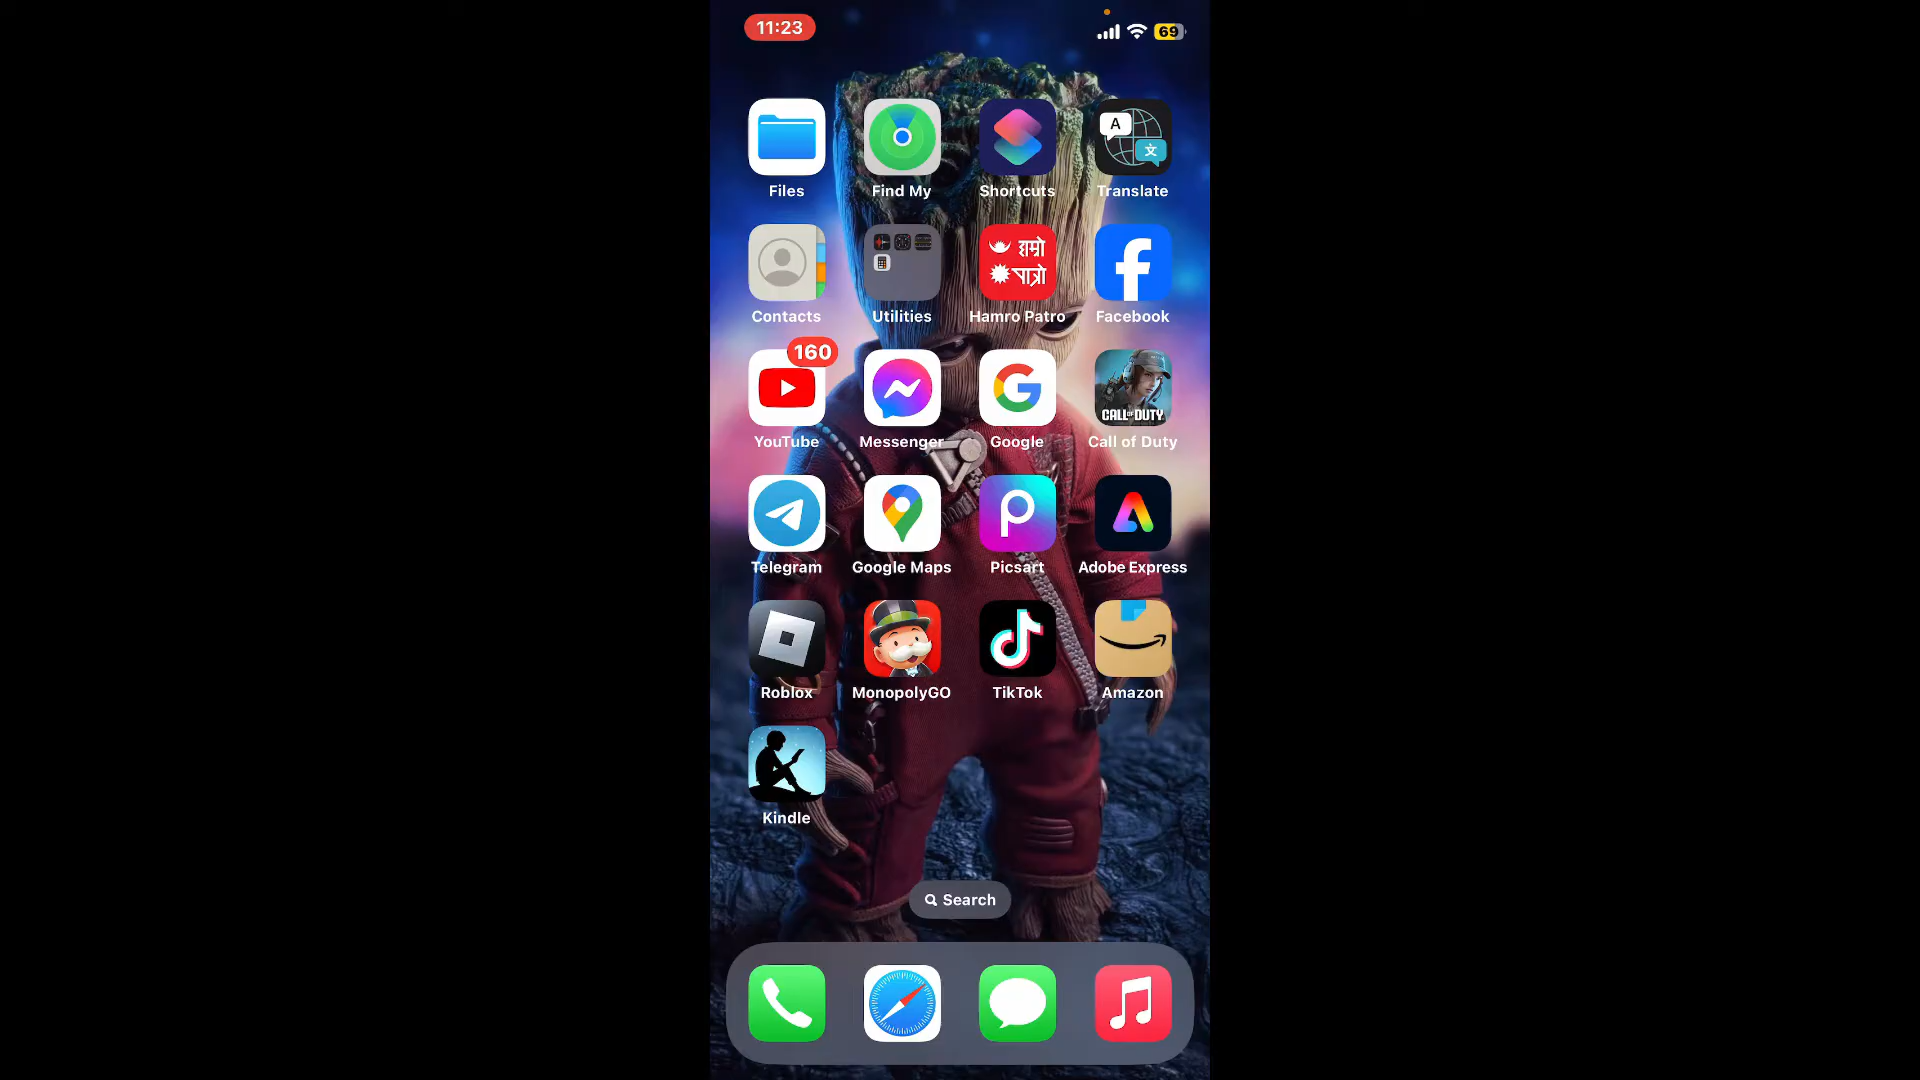 11:23
69
A
文
Files
Find My
Shortcuts
Translate
हाम्रो
पात्रो
Contacts
Utilities
Hamro Patro
Facebook
160
CALL OF DUTY
YouTube
Messenger
Google
Call of Duty
Telegram
Google Maps
Picsart
Adobe Express
Roblox
MonopolyGO
TikTok
Amazon
Kindle
Search